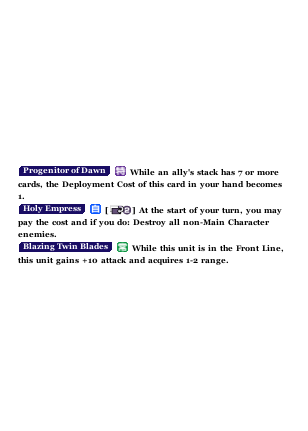 Progenitor of Dawn While an ally's stack has 7 or more
cards, the Deployment Cost of this card in your hand becomes
1.
Holy Empress [ ] At the start of your turn, you may
pay the cost and if you do: Destroy all non-Main Character
enemies.
Blazing Twin Blades While this unit is in the Front Line,
this unit gains +10 attack and acquires 1-2 range.